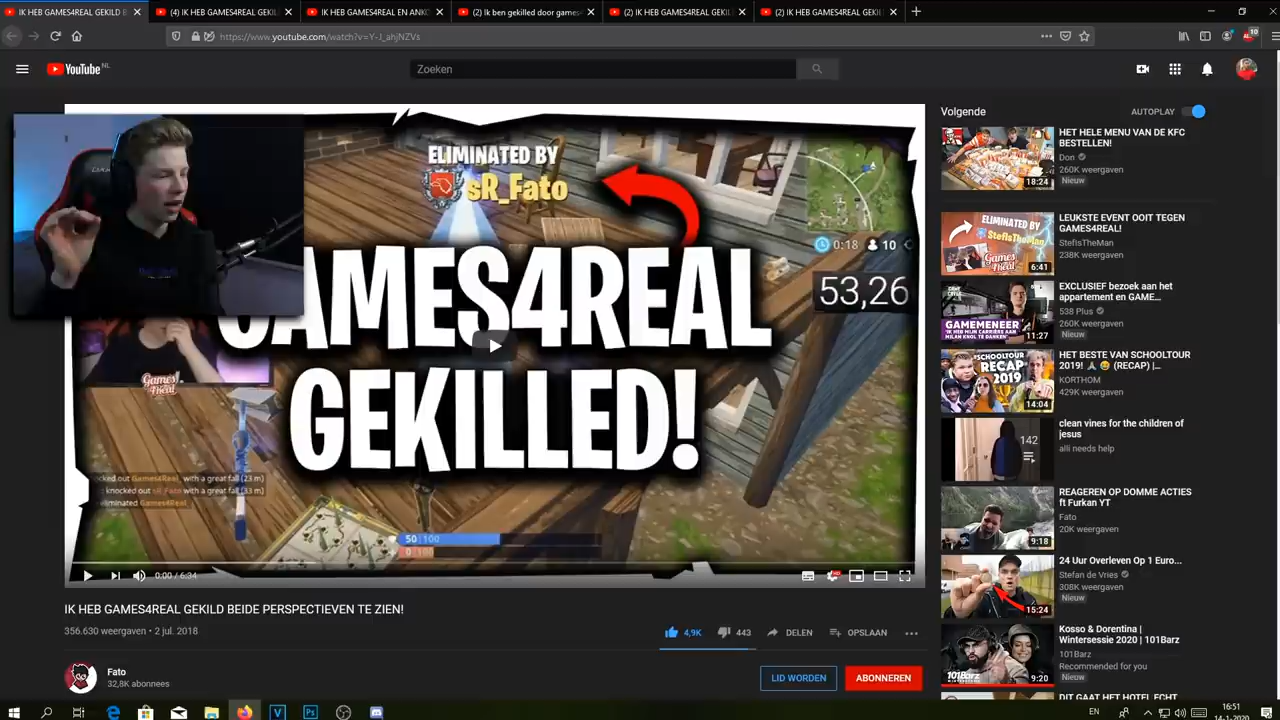 IK HEB GAMES4REAL GEKILD B
(4) IK HEB GAMES4REAL GEKIL
IK HEB GAMES4REAL EN ANKO
(2) Ik ben gekilled door games
(2) IK HEB GAMES4REAL GEKIL
(2) IK HEB GAMES4REAL GEKIL
https://www.youtube.com/watch?v=Y-J_ahjNZVs
10
YouTube NL
Zoeken
ELIMINATED BY
sR_Fato
0:18
10
53,26
GAMES4REAL
GEKILLED!
Games4Real
knocked out Games4Real with a great fall (23 m)
knocked out sR_Fato with a great fall (33 m)
eliminated Games4Real
50|100
0|100
0:00 / 6:34
IK HEB GAMES4REAL GEKILD BEIDE PERSPECTIEVEN TE ZIEN!
356.630 weergaven • 2 jul. 2018
4,9K
443
DELEN
OPSLAAN
Fato
32,8K abonnees
LID WORDEN
ABONNEREN
Volgende
AUTOPLAY
KFC
18:24
HET HELE MENU VAN DE KFC
BESTELLEN!
Don
260K weergaven
Nieuw
ELIMINATED BY
StefIsTheMan
Games4Real
6:41
LEUKSTE EVENT OOIT TEGEN
GAMES4REAL!
StefIsTheMan
238K weergaven
GAMEMENEER
11:27
EXCLUSIEF bezoek aan het
appartement en GAME...
538 Plus
260K weergaven
Nieuw
SCHOOLTOUR
RECAP
2019
14:04
HET BESTE VAN SCHOOLTOUR
2019! (RECAP) |...
KORTHOM
429K weergaven
142
clean vines for the children of
jesus
alli needs help
9:18
REAGEREN OP DOMME ACTIES
ft Furkan YT
Fato
20K weergaven
15:24
24 Uur Overleven Op 1 Euro...
Stefan de Vries
308K weergaven
Nieuw
101BARZ
9:20
Kosso & Dorentina |
Wintersessie 2020 | 101Barz
101Barz
Recommended for you
Nieuw
DIT GAAT HET HOTEL ECHT
EN
16:51
14-1-2020